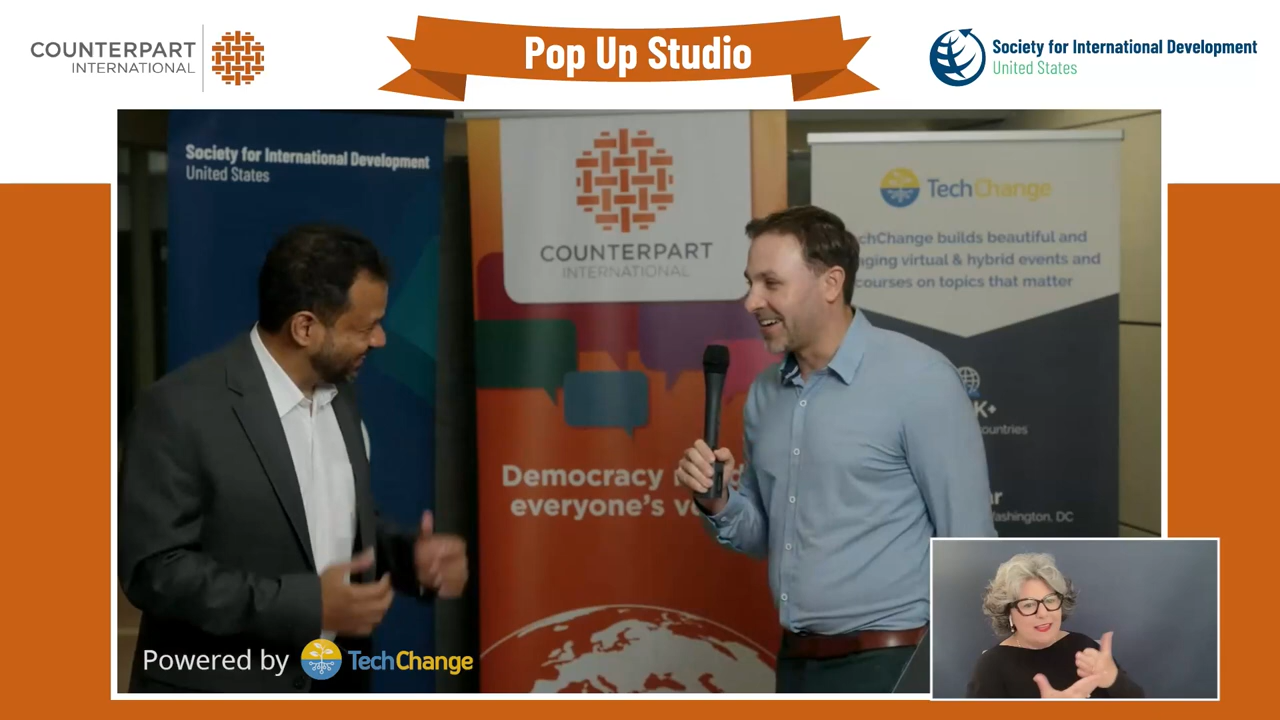 COUNTERPART
INTERNATIONAL
Pop Up Studio
Society for International Development
United States
Society for International Development
United States
COUNTERPART
INTERNATIONAL
Democracy
everyone's
TechChange
builds beautiful and
virtual & hybrid events and
courses on topics that matter
K+
Washington, DC
Powered by TechChange